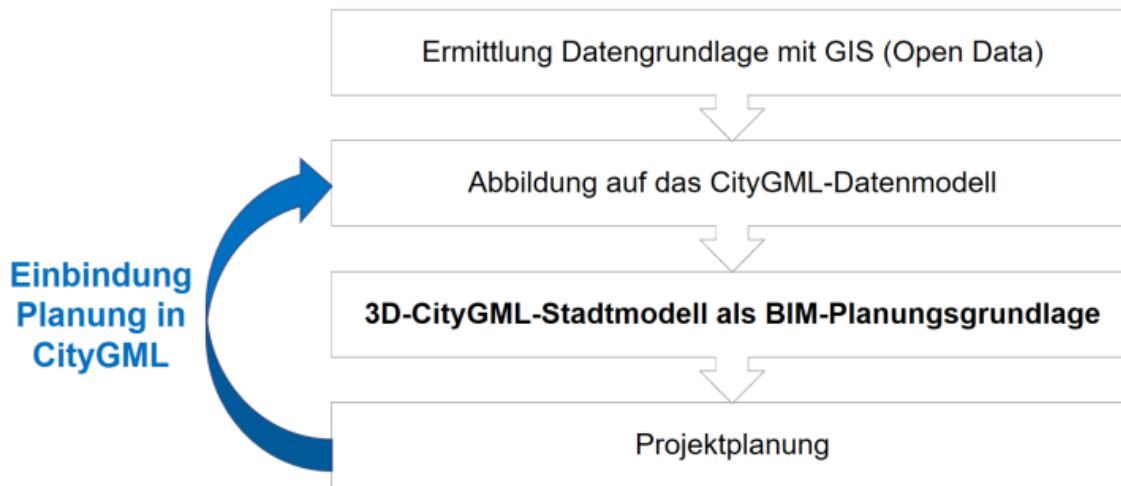 Ermittlung Datengrundlage mit GIS (Open Data)
Abbildung auf das CityGML-Datenmodell
3D-CityGML-Stadtmodell als BIM-Planungsgrundlage
Projektplanung
Einbindung
Planung in
CityGML